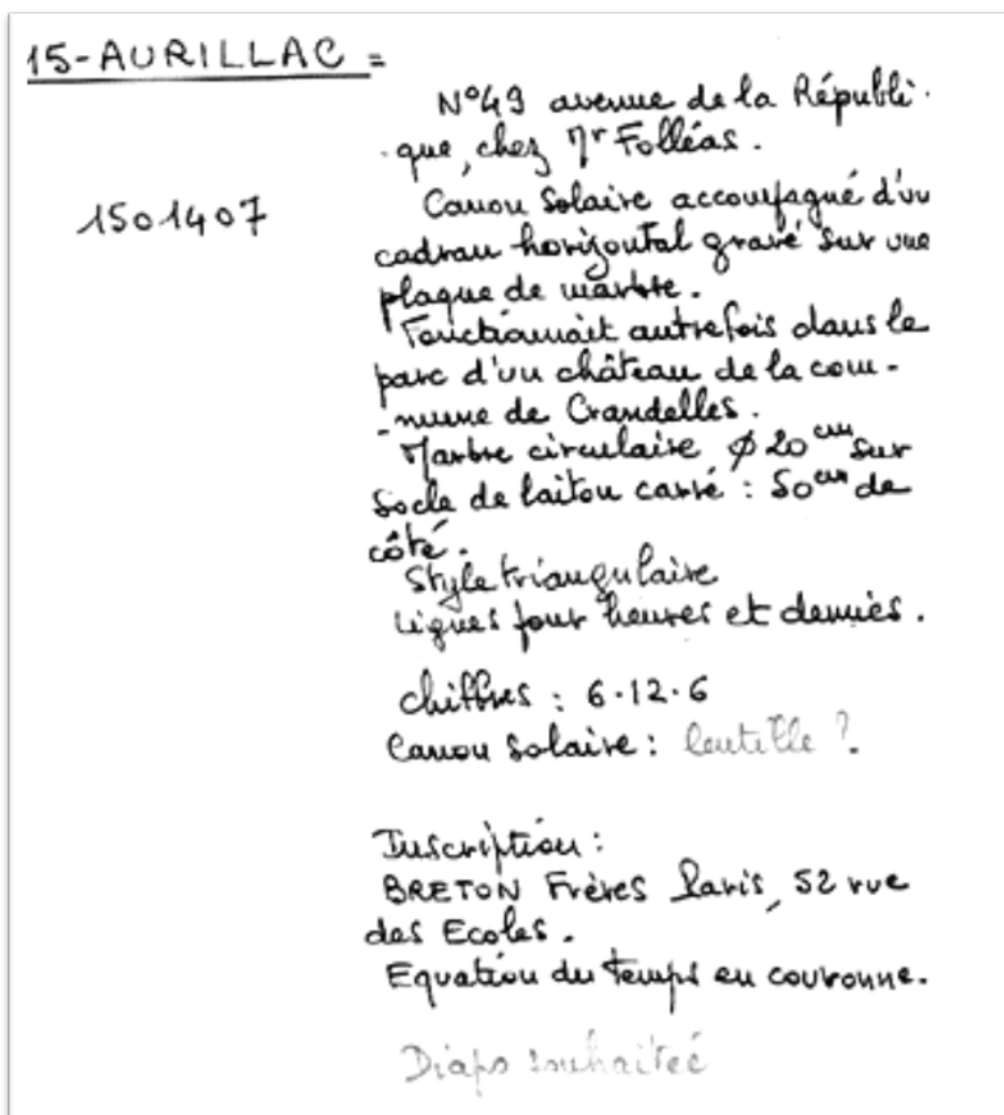 15-AURILLAC =
N°49 avenue de la Républi-
-que, chez Mr Folléas.
1501407
Canon Solaire accompagné d'un
cadran horizontal gravé sur une
plaque de marbre.
Fonctionnait autrefois dans le
parc d'un château de la com-
-mune de Crandelles.
Marbre circulaire ϕ 20 cm sur
Socle de laiton carré : 50 cm de
côté.
Style triangulaire
Lignes pour heures et demies.
chiffres : 6.12.6
Canon Solaire : lentille ?
Inscription :
BRETON Frères Paris, 52 rue
des Ecoles.
Equation du temps en couronne.
Diapo souhaitée